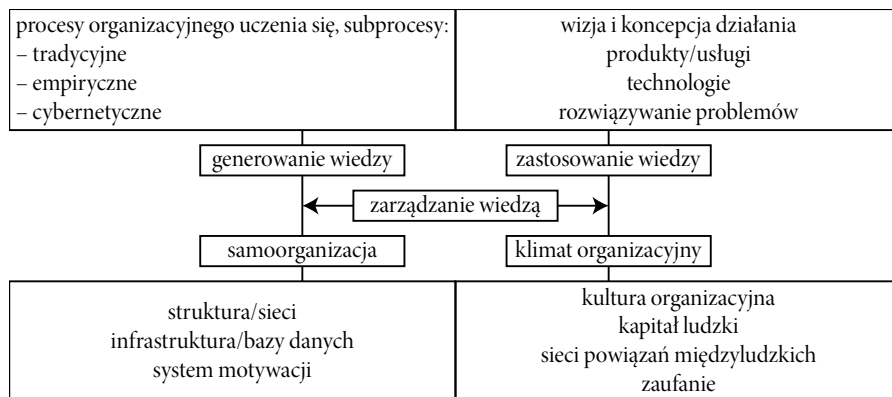 procesy organizacyjnego uczenia się, subprocesy:
– tradycyjne
– empiryczne
– cybernetyczne
wizja i koncepcja działania
produkty/usługi
technologie
rozwiązywanie problemów
generowanie wiedzy
zastosowanie wiedzy
zarządzanie wiedzą
samoorganizacja
klimat organizacyjny
struktura/sieci
infrastruktura/bazy danych
system motywacji
kultura organizacyjna
kapitał ludzki
sieci powiązań międzyludzkich
zaufanie